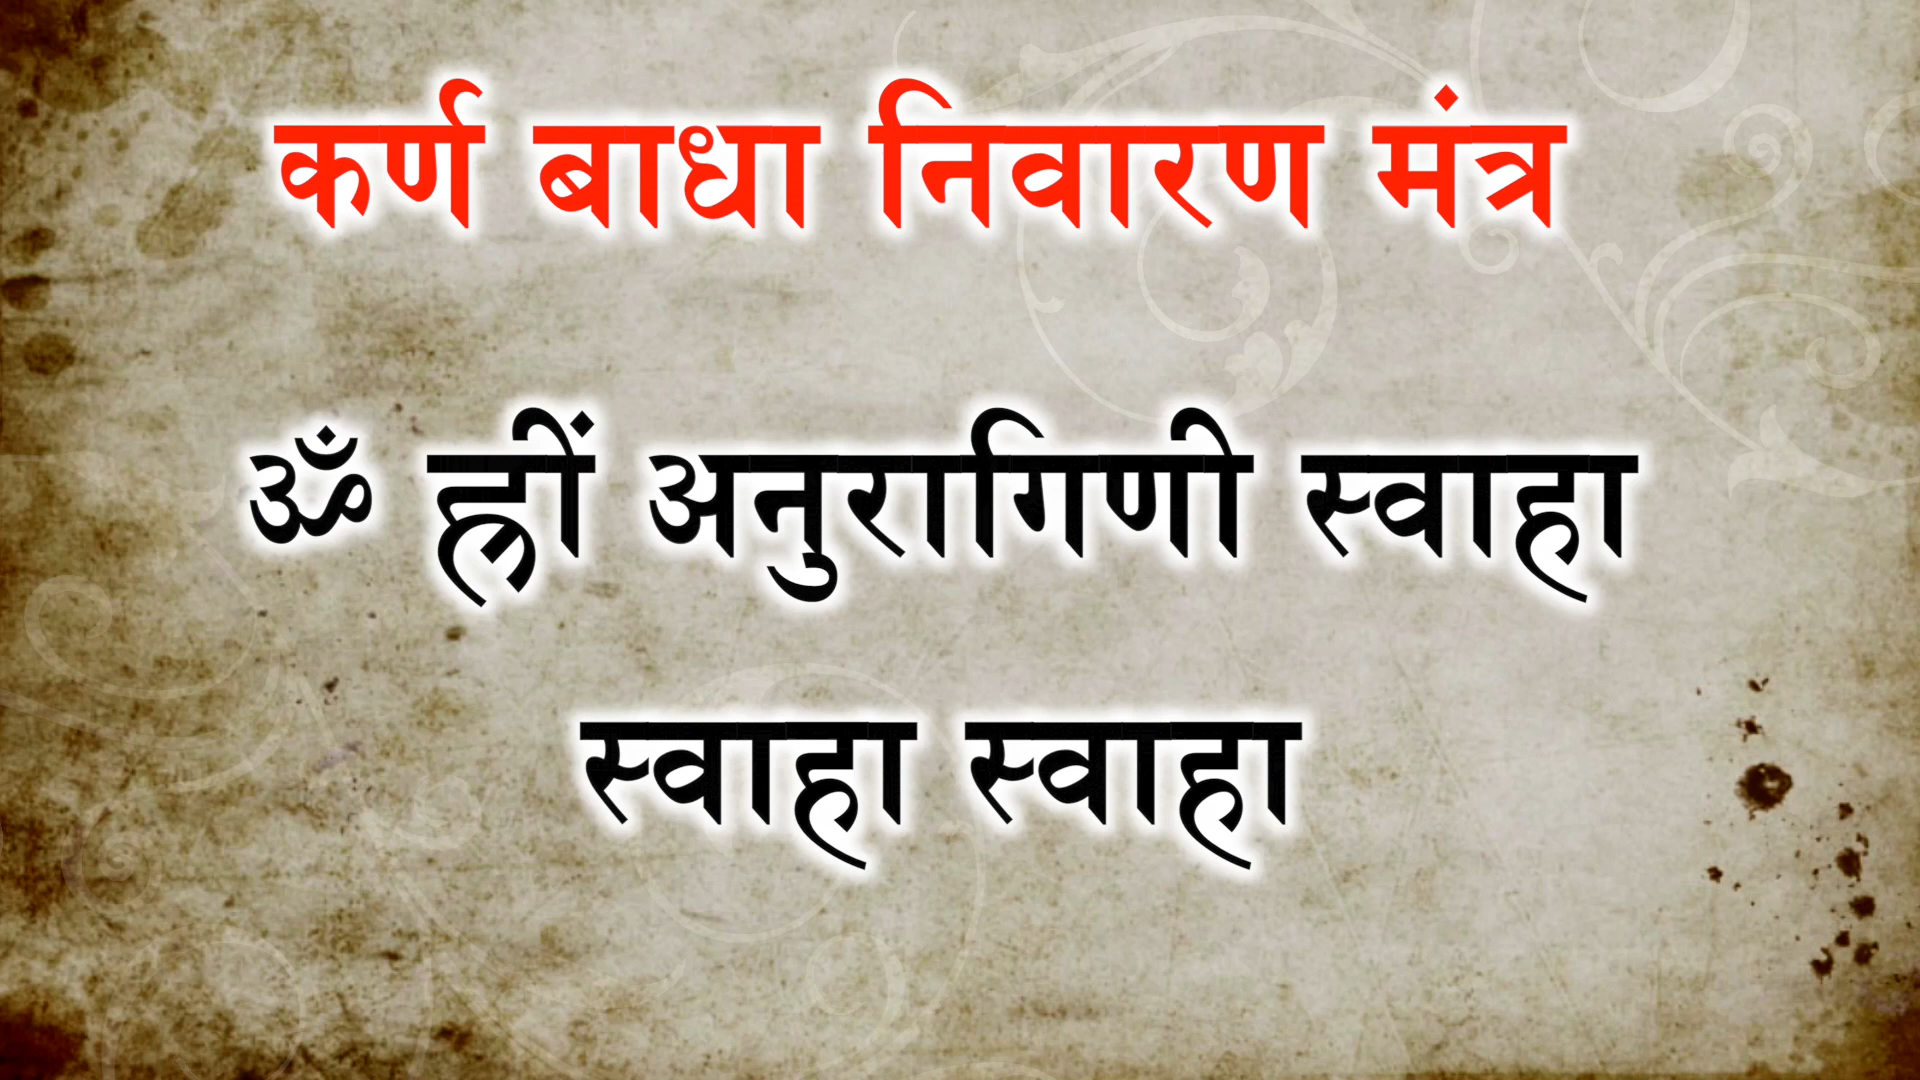 कर्ण बाधा निवारण मंत्र
ॐ ह्रीं अनुरागिणी स्वाहा
स्वाहा स्वाहा